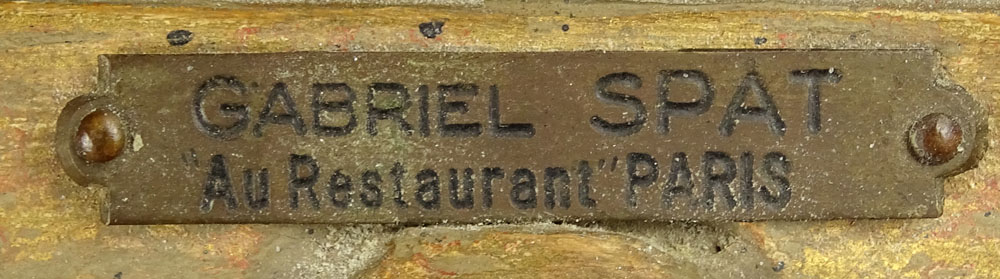 GABRIEL SPAT
"Au Restaurant" PARIS